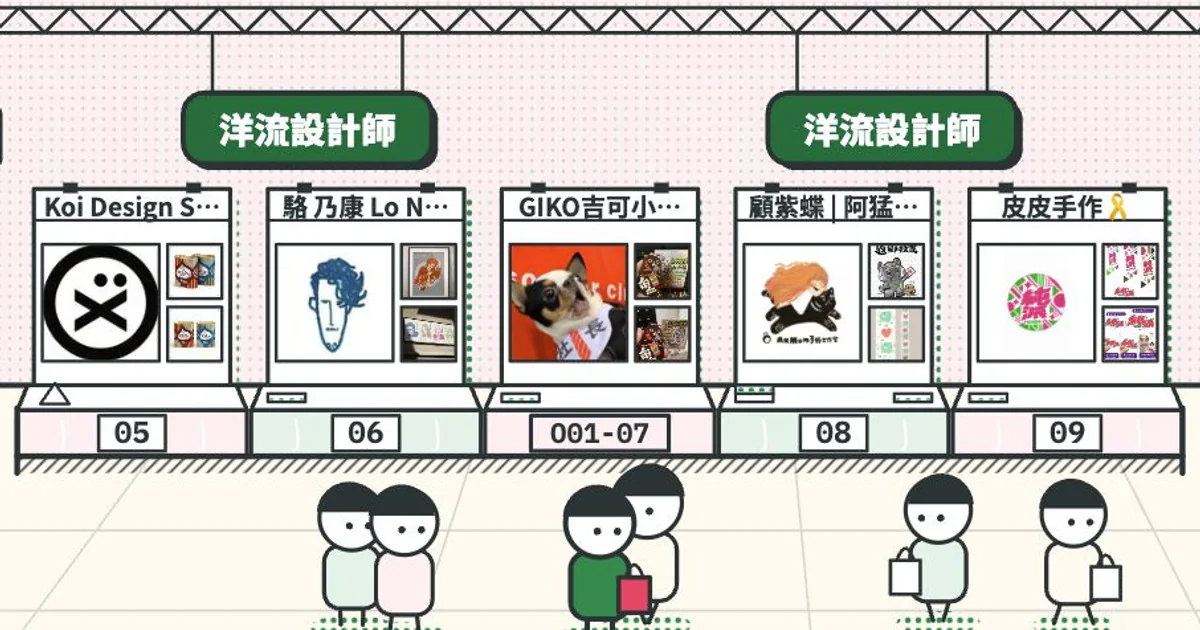 洋流設計師
洋流設計師
Koi Design S…
駱 乃康 Lo N…
GIKO吉可小…
顧紫蝶 | 阿猛…
皮皮手作🎗️
社長
05
06
001-07
08
09